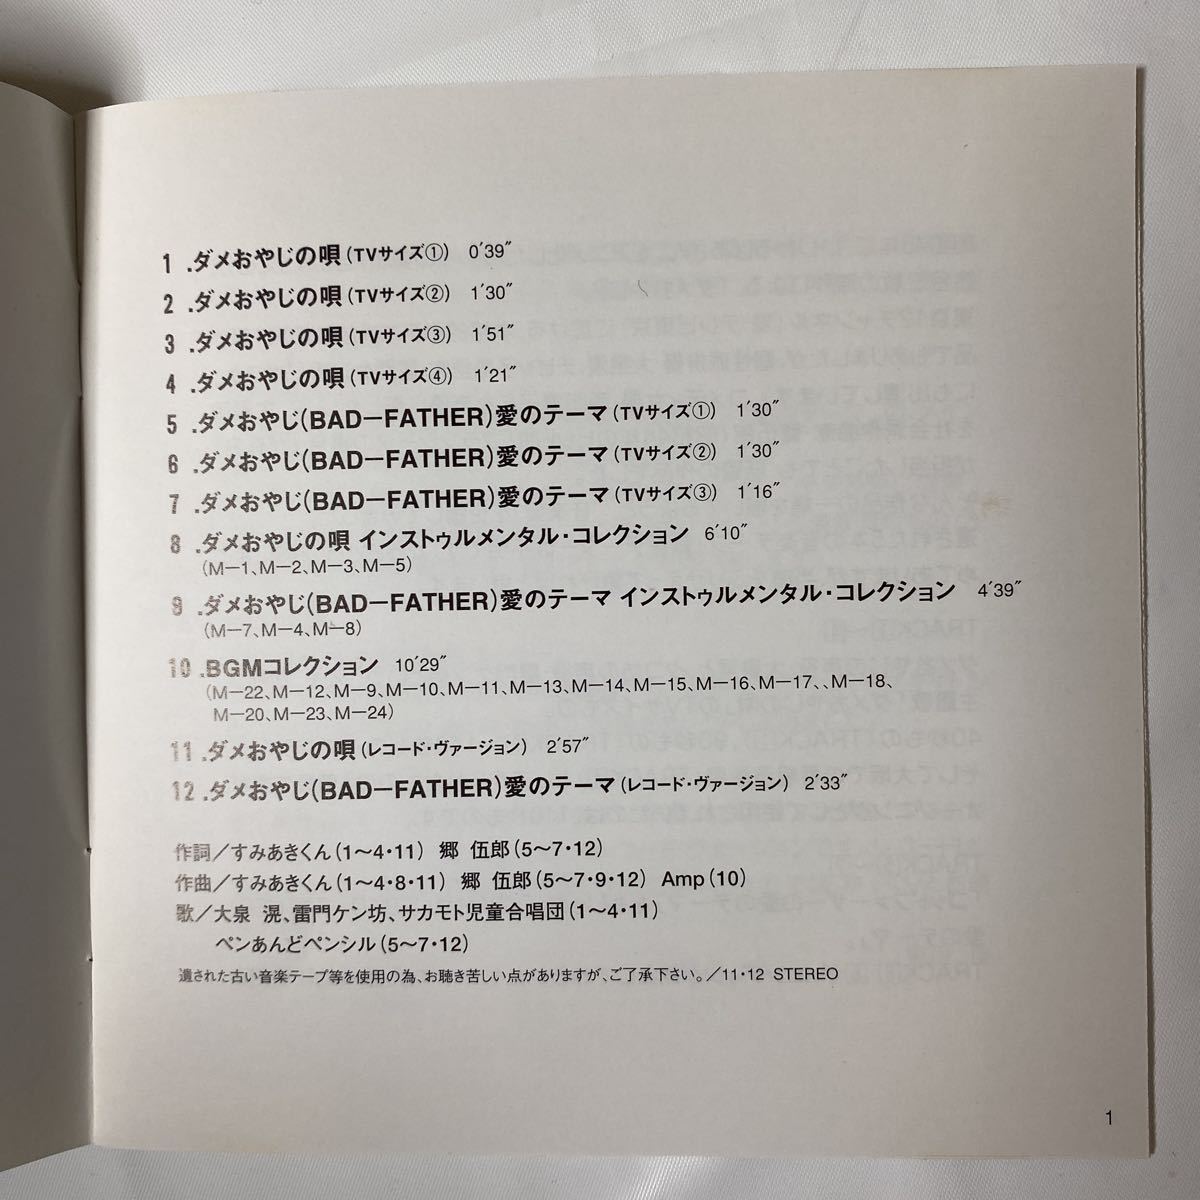 1 .ダメおやじの唄(TVサイズ①) 0′39″
2 .ダメおやじの唄(TVサイズ②) 1′30″
3 .ダメおやじの唄(TVサイズ③) 1′51″
4 .ダメおやじの唄(TVサイズ④) 1′21″
5 .ダメおやじ(BAD−FATHER)愛のテーマ(TVサイズ①) 1′30″
6 .ダメおやじ(BAD−FATHER)愛のテーマ(TVサイズ②) 1′30″
7 .ダメおやじ(BAD−FATHER)愛のテーマ(TVサイズ③) 1′16″
8 .ダメおやじの唄 インストゥルメンタル・コレクション 6′10″
(M−1、M−2、M−3、M−5)
9 .ダメおやじ(BAD−FATHER)愛のテーマ インストゥルメンタル・コレクション 4′39″
(M−7、M−4、M−8)
10 .BGMコレクション 10′29″
(M−22、M−12、M−9、M−10、M−11、M−13、M−14、M−15、M−16、M−17、、M−18、
M−20、M−23、M−24)
11 .ダメおやじの唄(レコード・ヴァージョン) 2′57″
12 .ダメおやじ(BAD−FATHER)愛のテーマ(レコード・ヴァージョン) 2′33″
作詞/すみあきくん(1〜4・11) 郷 伍郎(5〜7・12)
作曲/すみあきくん(1〜4・8・11) 郷 伍郎(5〜7・9・12) Amp(10)
歌/大泉 滉、雷門ケン坊、サカモト児童合唱団(1〜4・11)
ペンあんどペンシル(5〜7・12)
遺された古い音楽テープ等を使用の為、お聴き苦しい点がありますが、ご了承下さい。/11・12 STEREO
1